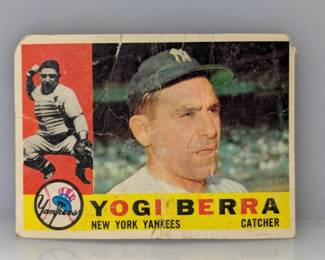 Yankees
YOGI BERRA
NEW YORK YANKEES CATCHER